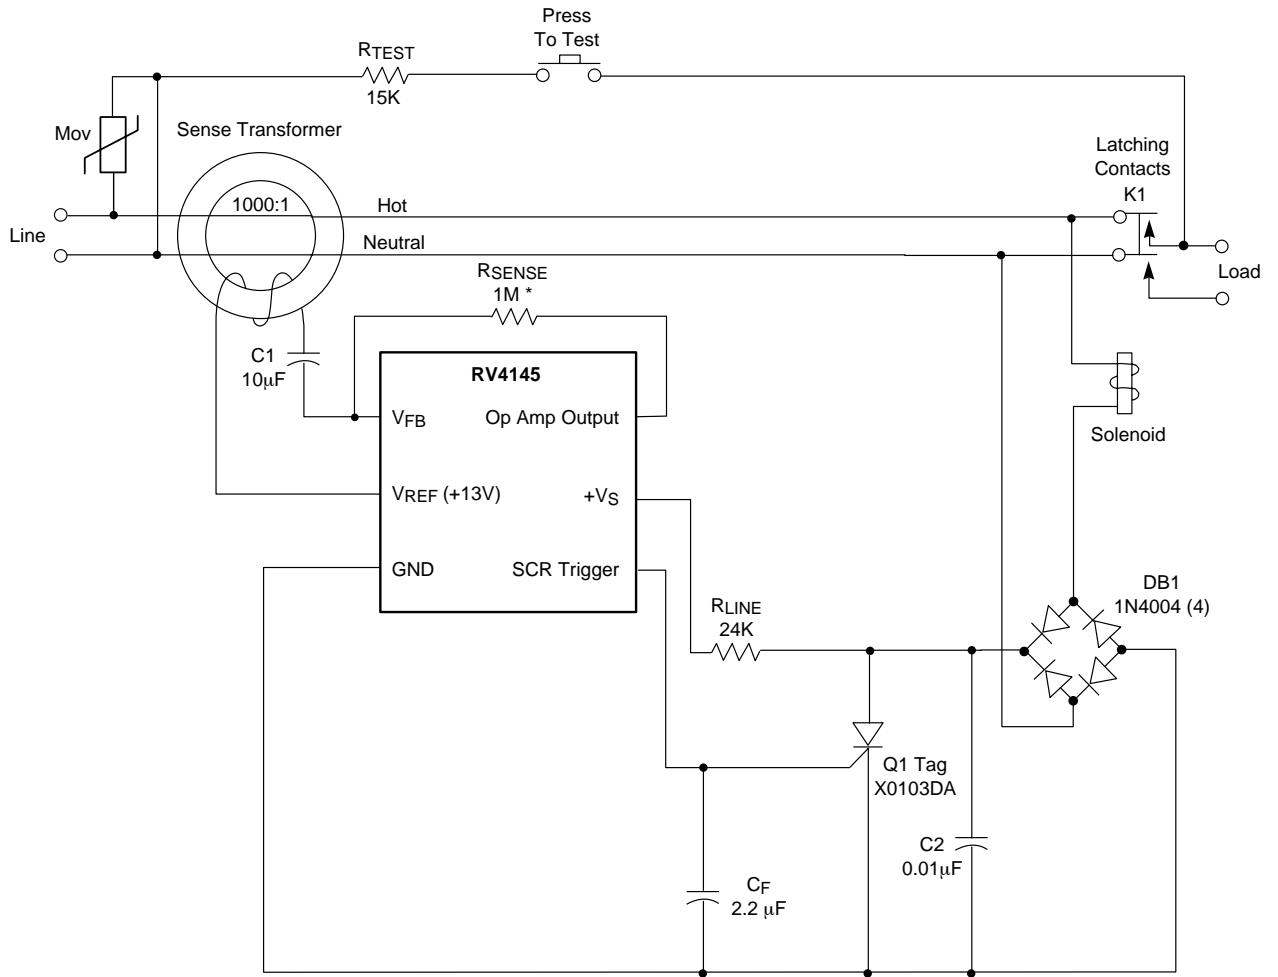 Press
To Test
RTEST
15K
Mov
Sense Transformer
1000:1
Hot
Line
Neutral
Latching
Contacts
K1
Load
RSENSE
1M *
C1
10µF
RV4145
VFB
Op Amp Output
VREF (+13V)
+VS
GND
SCR Trigger
Solenoid
DB1
1N4004 (4)
RLINE
24K
Q1 Tag
X0103DA
C2
0.01µF
CF
2.2 µF